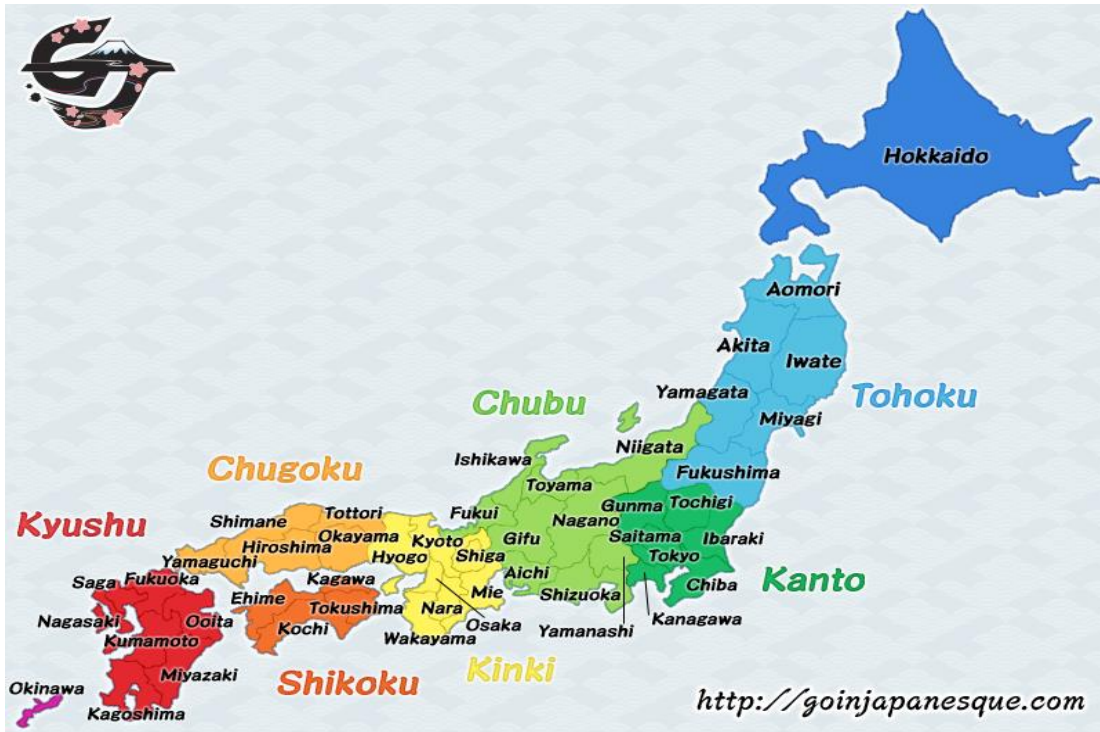 Hokkaido
Aomori
Akita
Iwate
Yamagata
Miyagi
Tohoku
Fukushima
Chubu
Niigata
Ishikawa
Toyama
Fukui
Nagano
Gifu
Aichi
Shizuoka
Yamanashi
Gunma
Tochigi
Saitama
Ibaraki
Tokyo
Chiba
Kanagawa
Kanto
Chugoku
Tottori
Shimane
Okayama
Hiroshima
Yamaguchi
Kyoto
Hyogo
Shiga
Mie
Nara
Osaka
Wakayama
Kinki
Kagawa
Ehime
Tokushima
Kochi
Shikoku
Kyushu
Fukuoka
Saga
Nagasaki
Ooita
Kumamoto
Miyazaki
Kagoshima
Okinawa
http://goinjapanesque.com